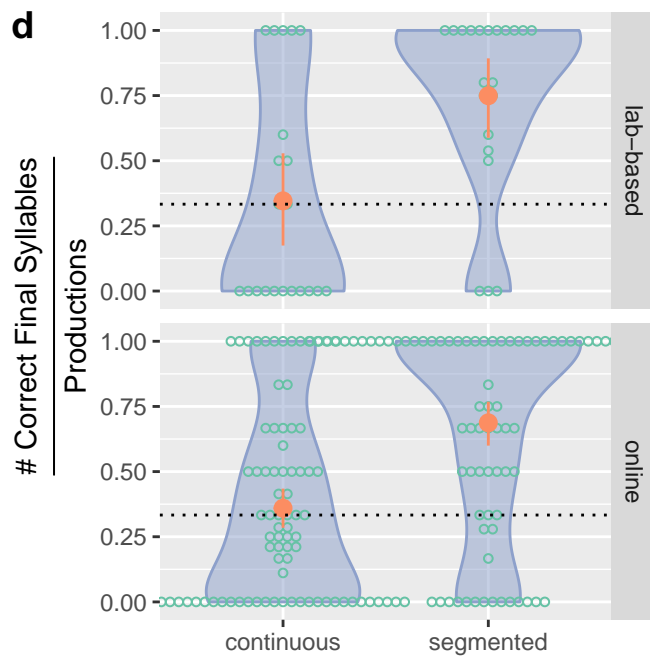 d
# Correct Final Syllables
Productions
1.00
0.75
0.50
0.25
0.00
lab-based
1.00
0.75
0.50
0.25
0.00
online
continuous
segmented